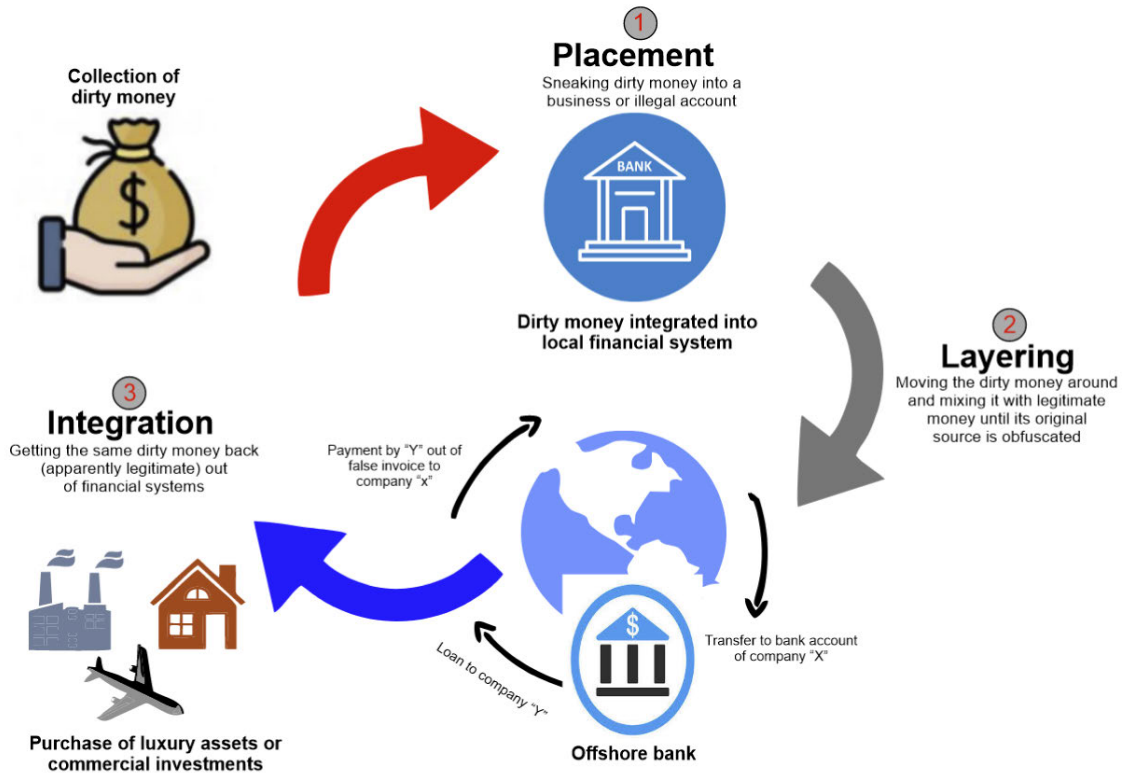 Collection of
dirty money
$
1
Placement
Sneaking dirty money into a
business or illegal account
BANK
Dirty money integrated into
local financial system
2
Layering
Moving the dirty money around
and mixing it with legitimate
money until its original
source is obfuscated
3
Integration
Getting the same dirty money back
(apparently legitimate) out
of financial systems
Payment by “Y” out of
false invoice to
company “x”
Transfer to bank account
of company “X”
Loan to company “Y”
$
Offshore bank
Purchase of luxury assets or
commercial investments